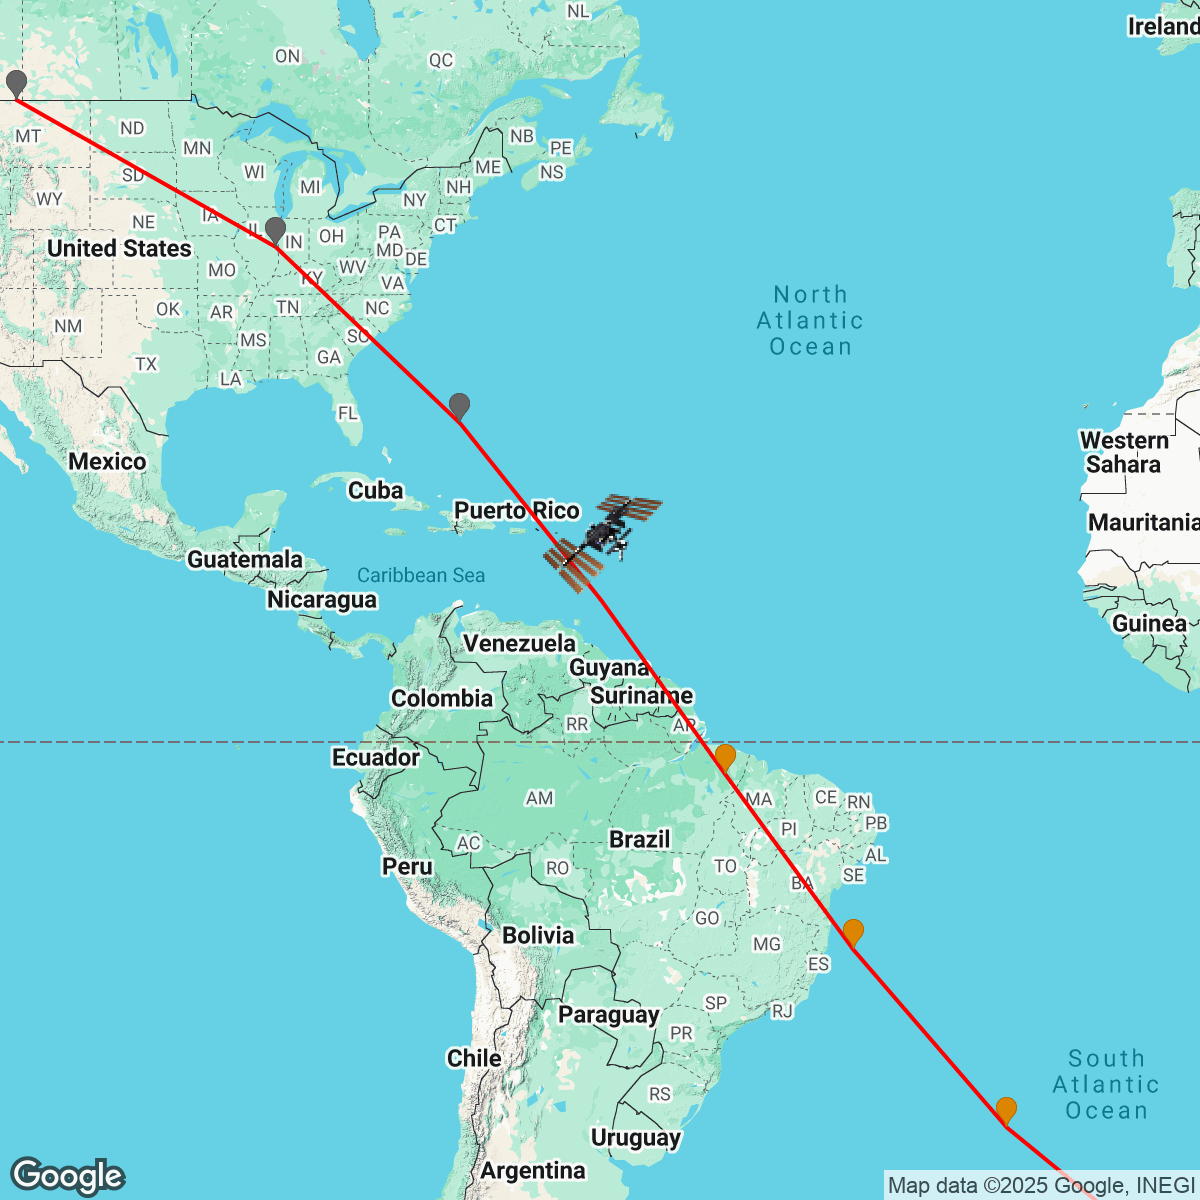 NL
Ireland
ON
QC
MT
ND
MN
NB
PE
NS
ME
SD
WI
MI
NH
WY
NY
CT
NE
IA
IL
IN
OH
PA
MD
DE
United States
MO
KY
WV
VA
OK
AR
TN
NC
North
Atlantic
Ocean
NM
MS
SC
TX
GA
LA
FL
Mexico
Western
Sahara
Cuba
Puerto Rico
Mauritania
Guatemala
Caribbean Sea
Nicaragua
Guinea
Venezuela
Guyana
Colombia
Suriname
RR
AP
Ecuador
AM
MA
CE
RN
PB
PI
Brazil
AC
AL
Peru
RO
TO
SE
BA
GO
Bolivia
MG
ES
SP
Paraguay
RJ
PR
Chile
South
Atlantic
Ocean
RS
Uruguay
Argentina
Google
Map data ©2025 Google, INEGI